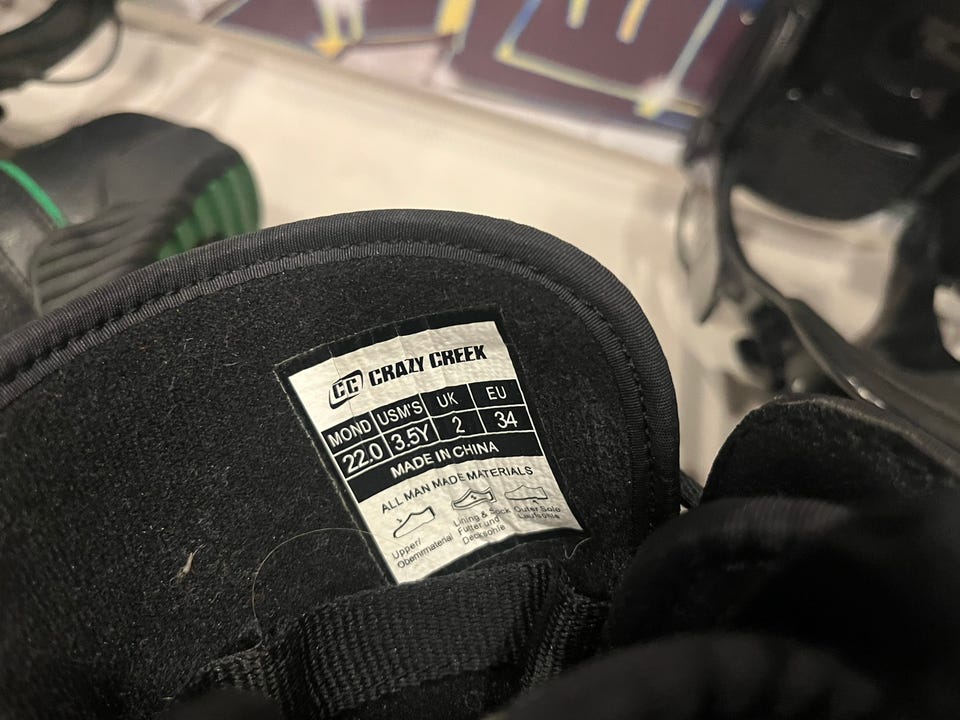 CC CRAZY CREEK
MOND USM'S UK EU
22.0 3.5Y 2 34
MADE IN CHINA
ALL MAN MADE MATERIALS
Upper/ Lining & Sock Outer Sole
Obermaterial Futter und Laufsohle
Decksohle